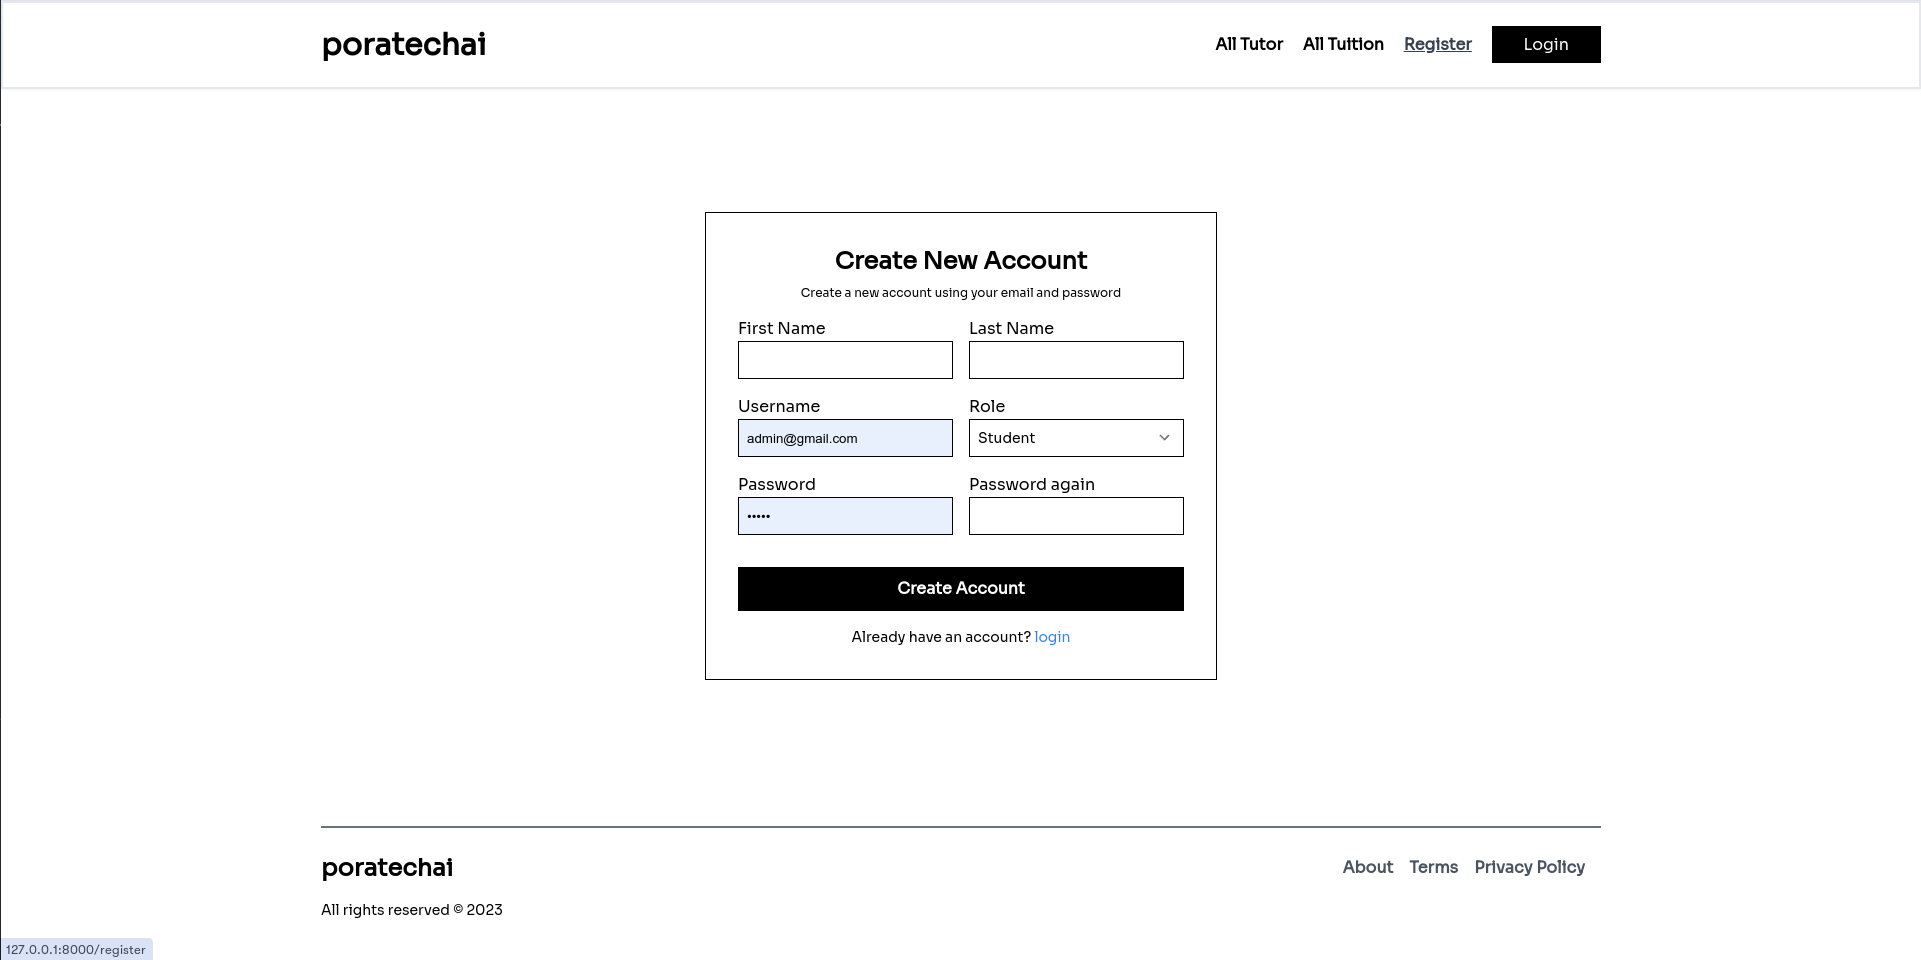 poratechai
All Tutor All Tuition Register Login
Create New Account
Create a new account using your email and password
First Name Last Name
Username Role
admin@gmail.com Student
Password Password again
•••••
Create Account
Already have an account? login
poratechai
About Terms Privacy Policy
All rights reserved © 2023
127.0.0.1:8000/register